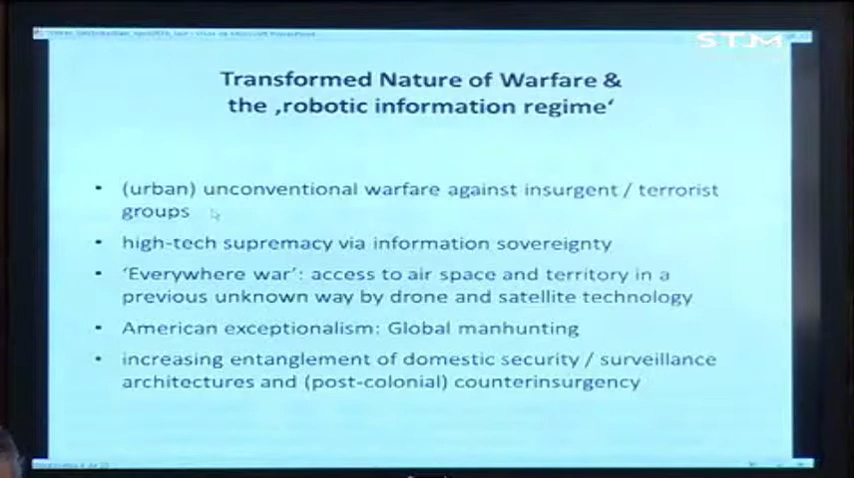 STM
Transformed Nature of Warfare &
the ‚robotic information regime‘
• (urban) unconventional warfare against insurgent / terrorist
groups
• high-tech supremacy via information sovereignty
• ‘Everywhere war’: access to air space and territory in a
previous unknown way by drone and satellite technology
• American exceptionalism: Global manhunting
• increasing entanglement of domestic security / surveillance
architectures and (post-colonial) counterinsurgency